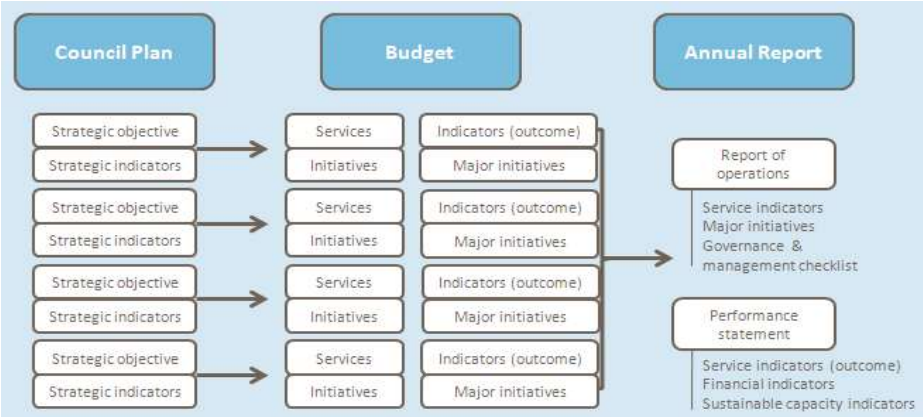 Council Plan
Budget
Annual Report
Strategic objective
Services
Indicators (outcome)
Strategic indicators
Initiatives
Major initiatives
Strategic objective
Services
Indicators (outcome)
Strategic indicators
Initiatives
Major initiatives
Strategic objective
Services
Indicators (outcome)
Strategic indicators
Initiatives
Major initiatives
Strategic objective
Services
Indicators (outcome)
Strategic indicators
Initiatives
Major initiatives
Report of
operations
Service indicators
Major initiatives
Governance &
management checklist
Performance
statement
Service indicators (outcome)
Financial indicators
Sustainable capacity indicators